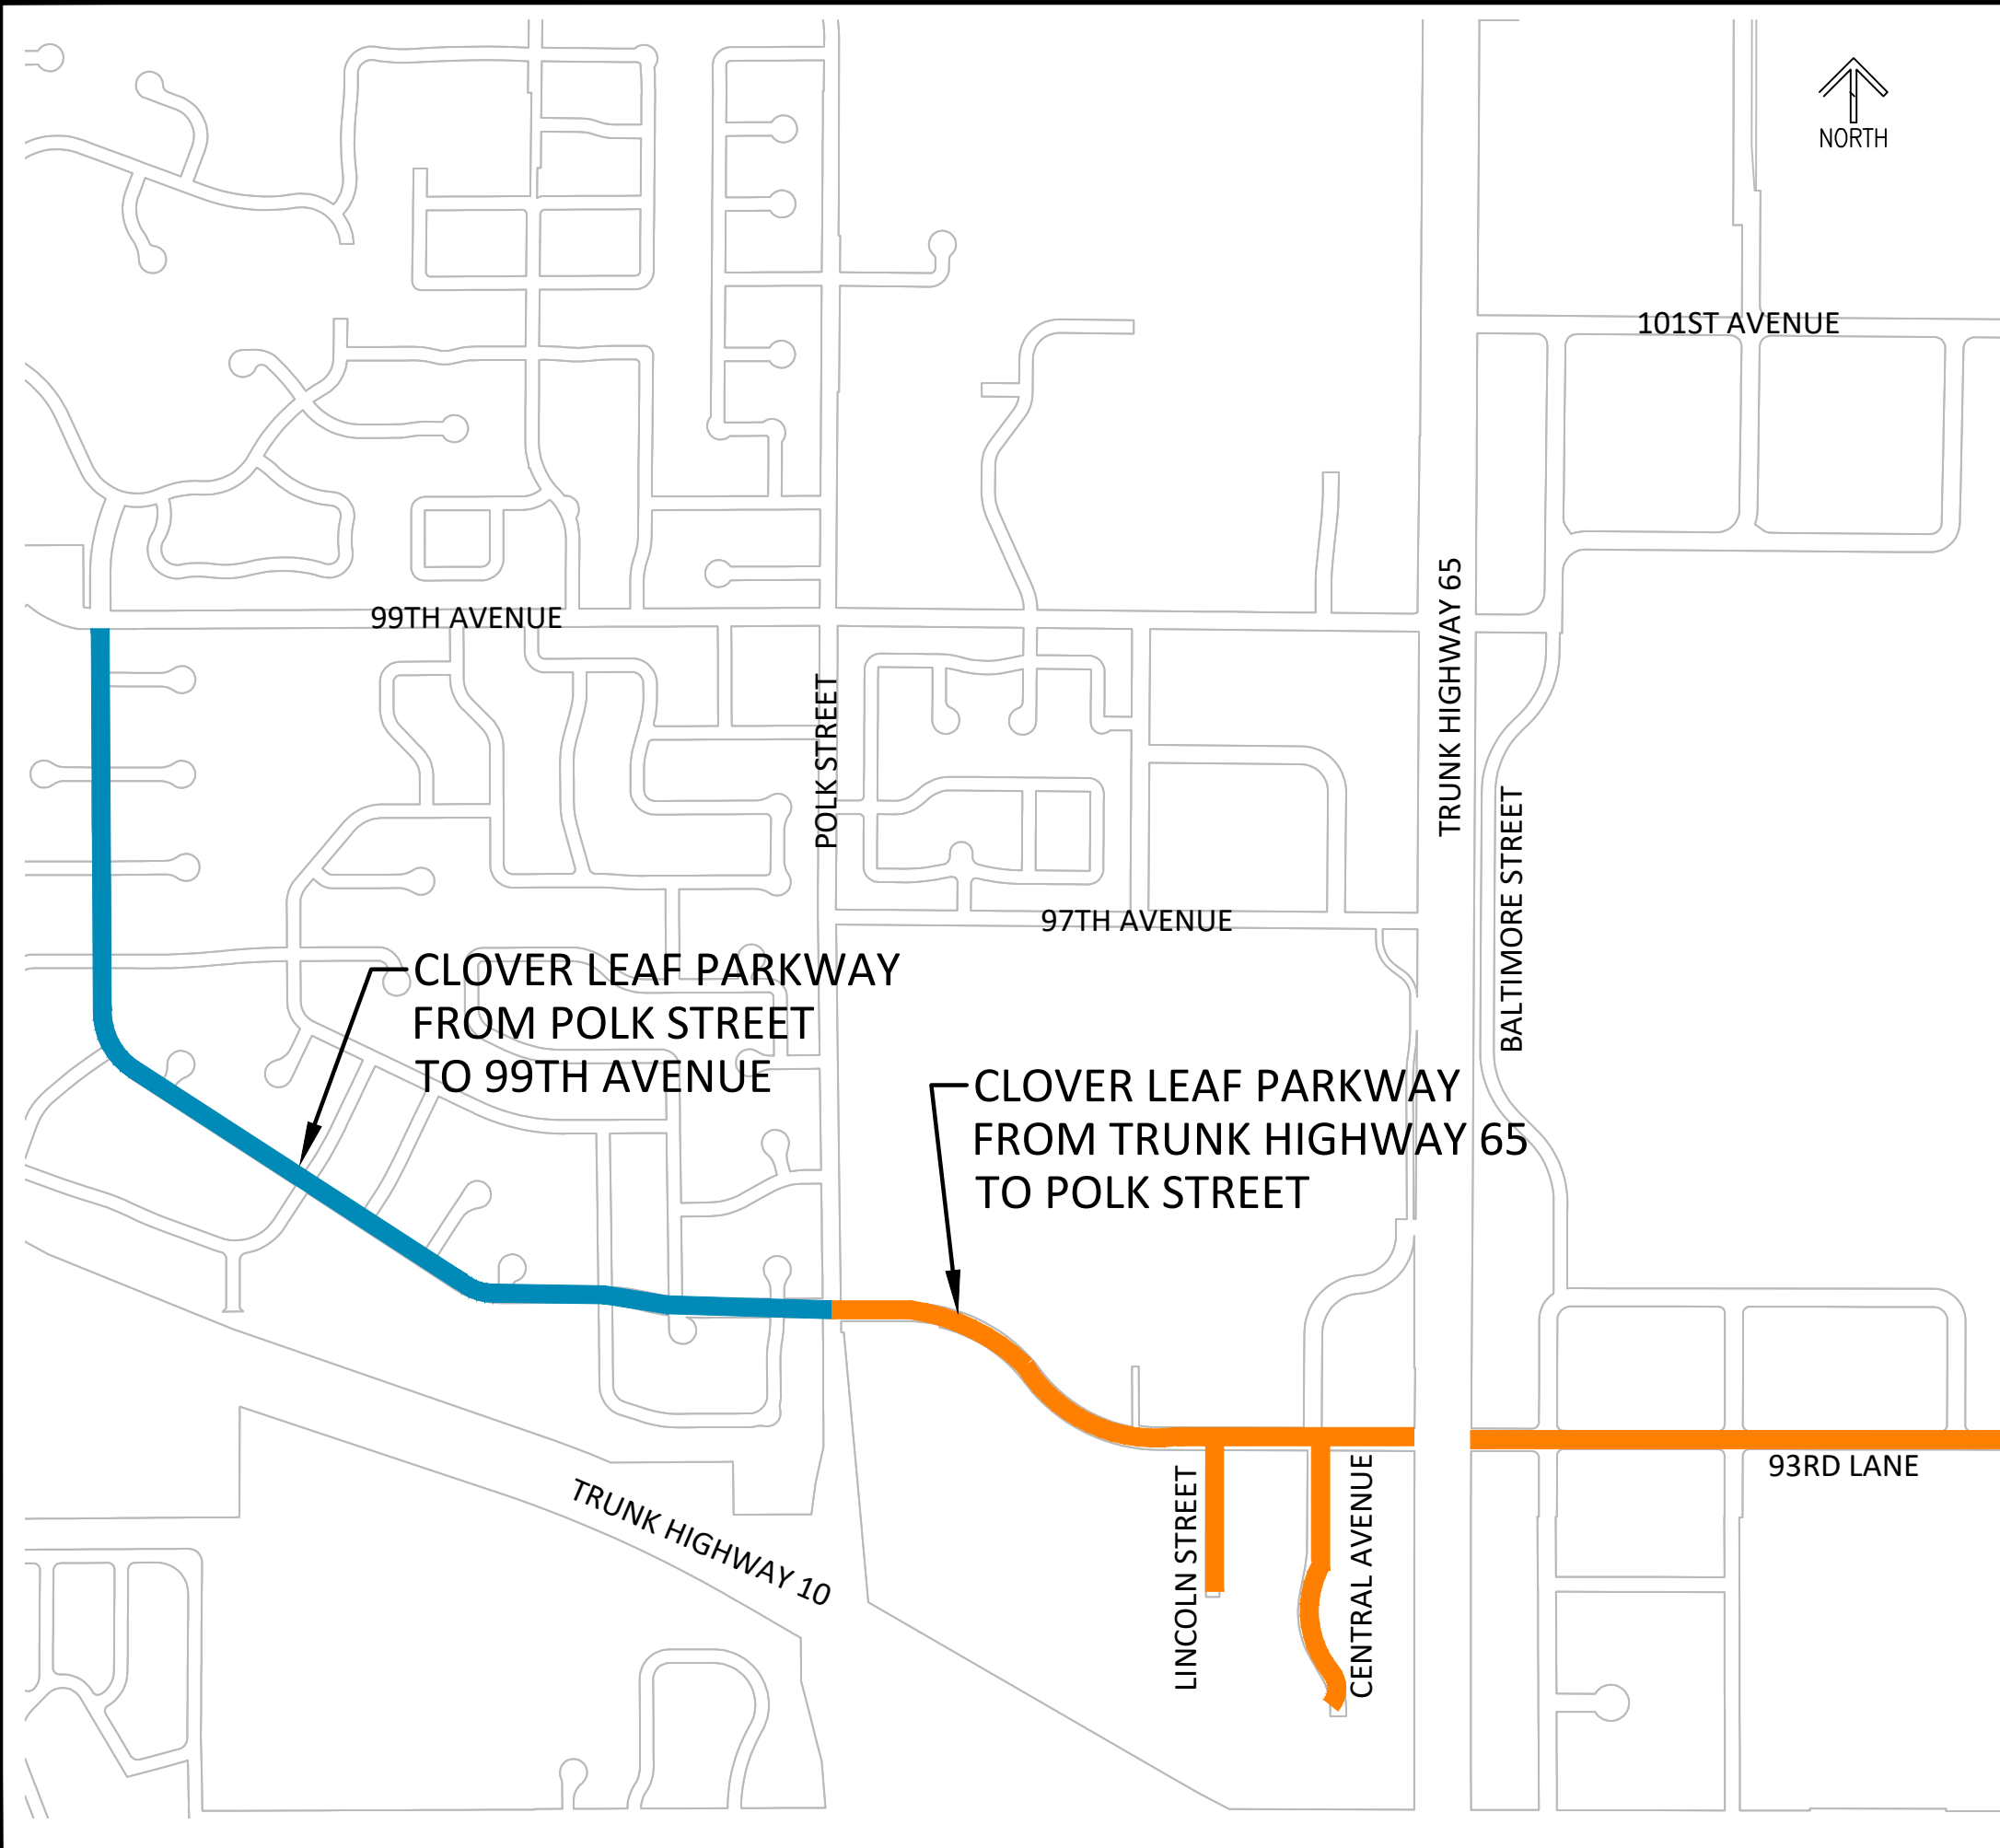 NORTH
101ST AVENUE
99TH AVENUE
TRUNK HIGHWAY 65
POLK STREET
BALTIMORE STREET
97TH AVENUE
CLOVER LEAF PARKWAY
FROM POLK STREET
TO 99TH AVENUE
CLOVER LEAF PARKWAY
FROM TRUNK HIGHWAY 65
TO POLK STREET
93RD LANE
LINCOLN STREET
CENTRAL AVENUE
TRUNK HIGHWAY 10